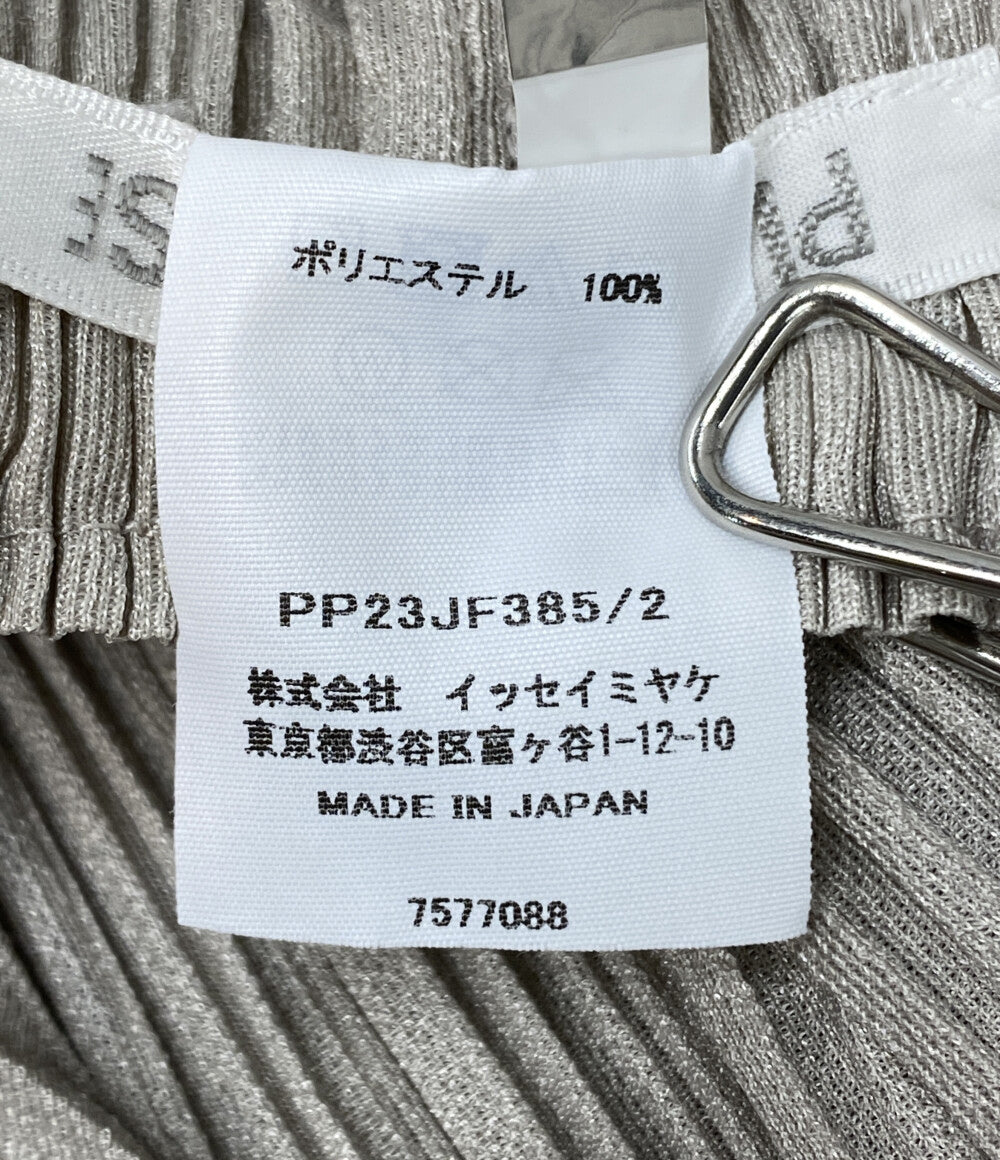 ポリエステル 100%
PP23JF385/2
株式会社 イッセイミヤケ
東京都渋谷区富ヶ谷1-12-10
MADE IN JAPAN
7577088